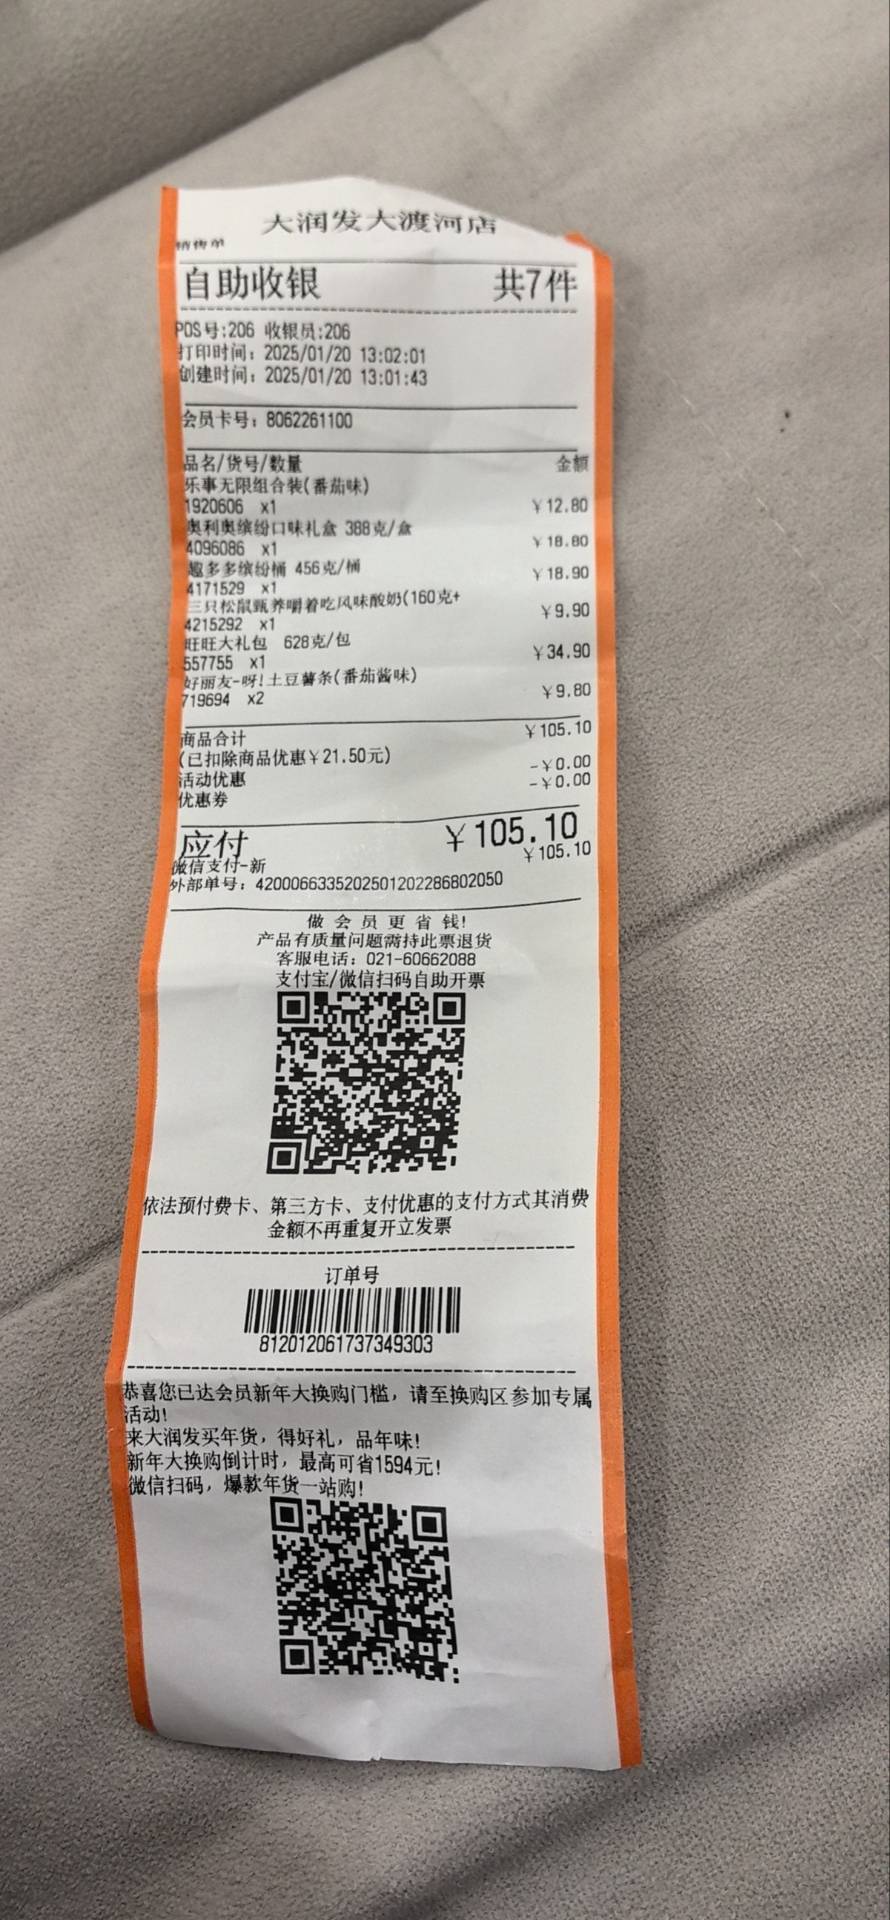 大润发大渡河店
销售单
自助收银 共7件
POS号:206 收银员:206
打印时间: 2025/01/20 13:02:01
创建时间: 2025/01/20 13:01:43
会员卡号: 8062261100
品名/货号/数量 金额
乐事无限组合装(番茄味)
1920606 x1 ¥12.80
奥利奥缤纷口味礼盒 388克/盒
4096086 x1 ¥18.80
趣多多缤纷桶 456克/桶
4171529 x1 ¥18.90
三只松鼠甄养嚼着吃风味酸奶(160克+
4215292 x1 ¥9.90
旺旺大礼包 628克/包
557755 x1 ¥34.90
好丽友-呀!土豆薯条(番茄酱味)
719694 x2 ¥9.80
商品合计 ¥105.10
(已扣除商品优惠¥21.50元)
活动优惠 -¥0.00
优惠券 -¥0.00
应付 ¥105.10
微信支付-新 ¥105.10
外部单号: 4200066335202501202286802050
做会员更省钱!
产品有质量问题需持此票退货
客服电话: 021-60662088
支付宝/微信扫码自助开票
依法预付费卡、第三方卡、支付优惠的支付方式其消费
金额不再重复开立发票
订单号
812012061737349303
恭喜您已达会员新年大换购门槛, 请至换购区参加专属
活动!
来大润发买年货, 得好礼, 品年味!
新年大换购倒计时, 最高可省1594元!
微信扫码, 爆款年货一站购!